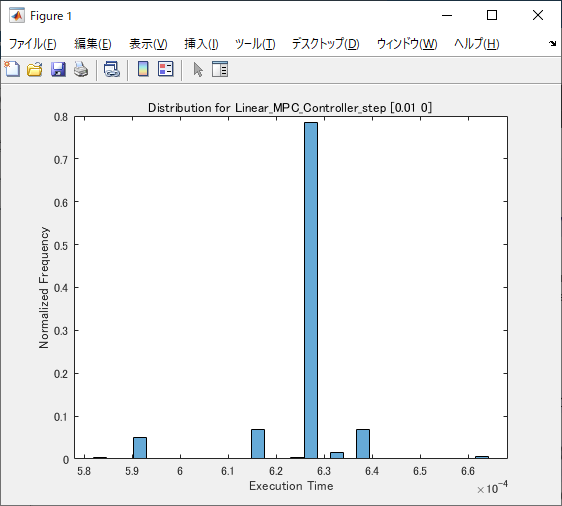 Figure 1
ファイル(F) 編集(E) 表示(V) 挿入(I) ツール(T) デスクトップ(D) ウィンドウ(W) ヘルプ(H)
Distribution for Linear_MPC_Controller_step [0.01 0]
0.8
0.7
0.6
0.5
0.4
0.3
0.2
0.1
0
Normalized Frequency
5.8 5.9 6 6.1 6.2 6.3 6.4 6.5 6.6
Execution Time
×10⁻⁴